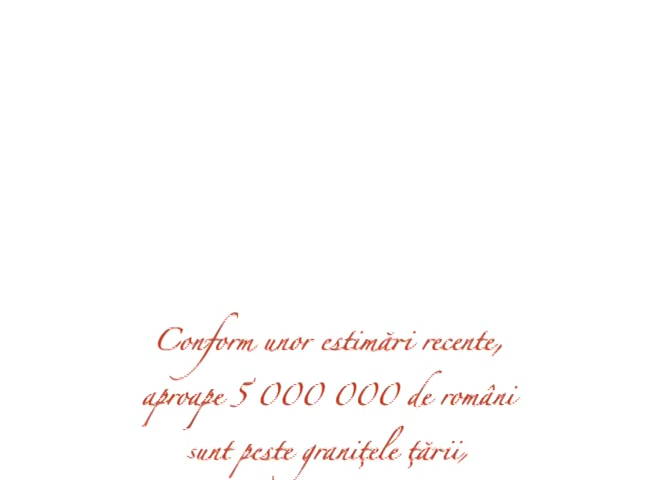 Conform unor estimări recente,
aproape 5 000 000 de români
sunt peste granițele țării,